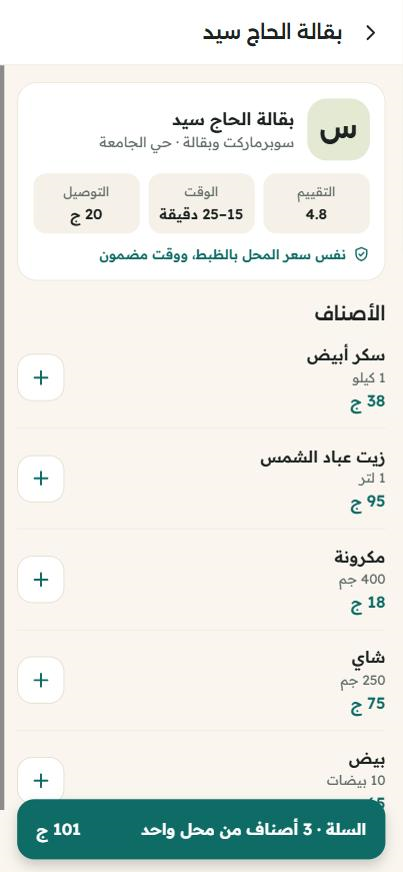 بقالة الحاج سيد
س
بقالة الحاج سيد
سوبرماركت وبقالة · حي الجامعة
التقييم
4.8
الوقت
15–25 دقيقة
التوصيل
20 ج
نفس سعر المحل بالظبط، ووقت مضمون
الأصناف
سكر أبيض
1 كيلو
38 ج
زيت عباد الشمس
1 لتر
95 ج
مكرونة
400 جم
18 ج
شاي
250 جم
75 ج
بيض
10 بيضات
السلة · 3 أصناف من محل واحد
101 ج